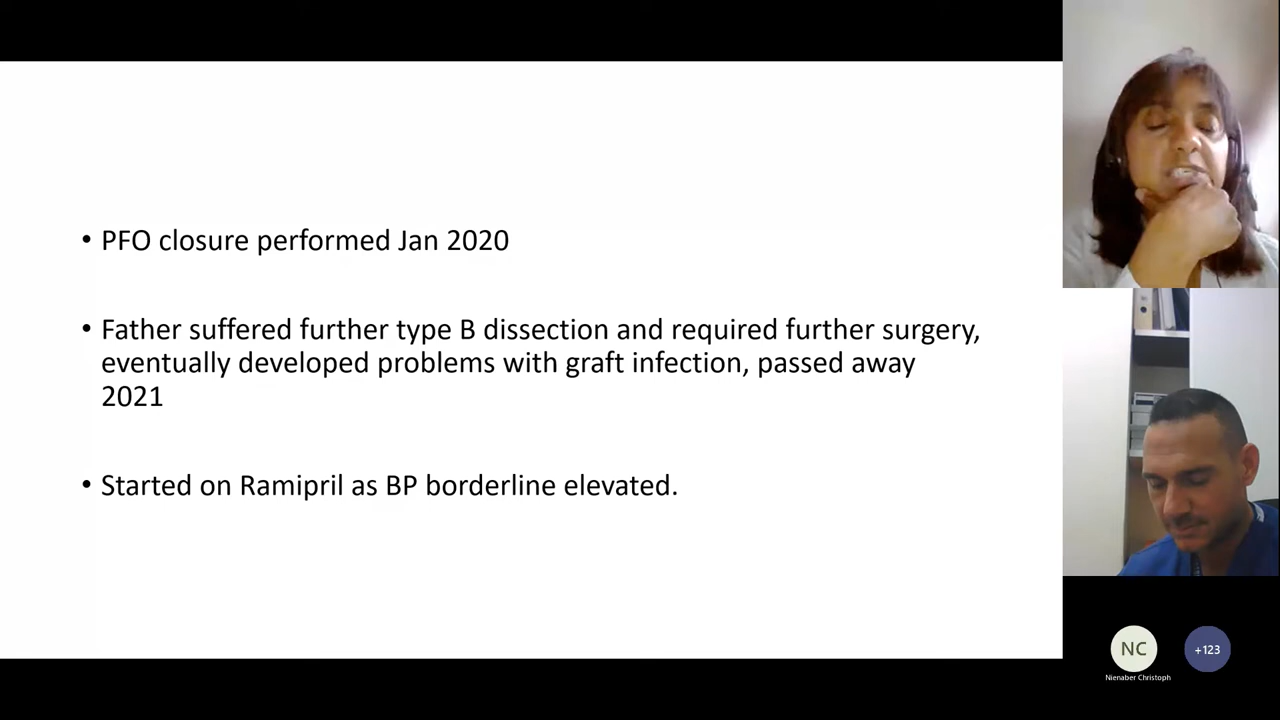 • PFO closure performed Jan 2020
• Father suffered further type B dissection and required further surgery,
eventually developed problems with graft infection, passed away
2021
• Started on Ramipril as BP borderline elevated.
NC
+123
Nienaber Christoph